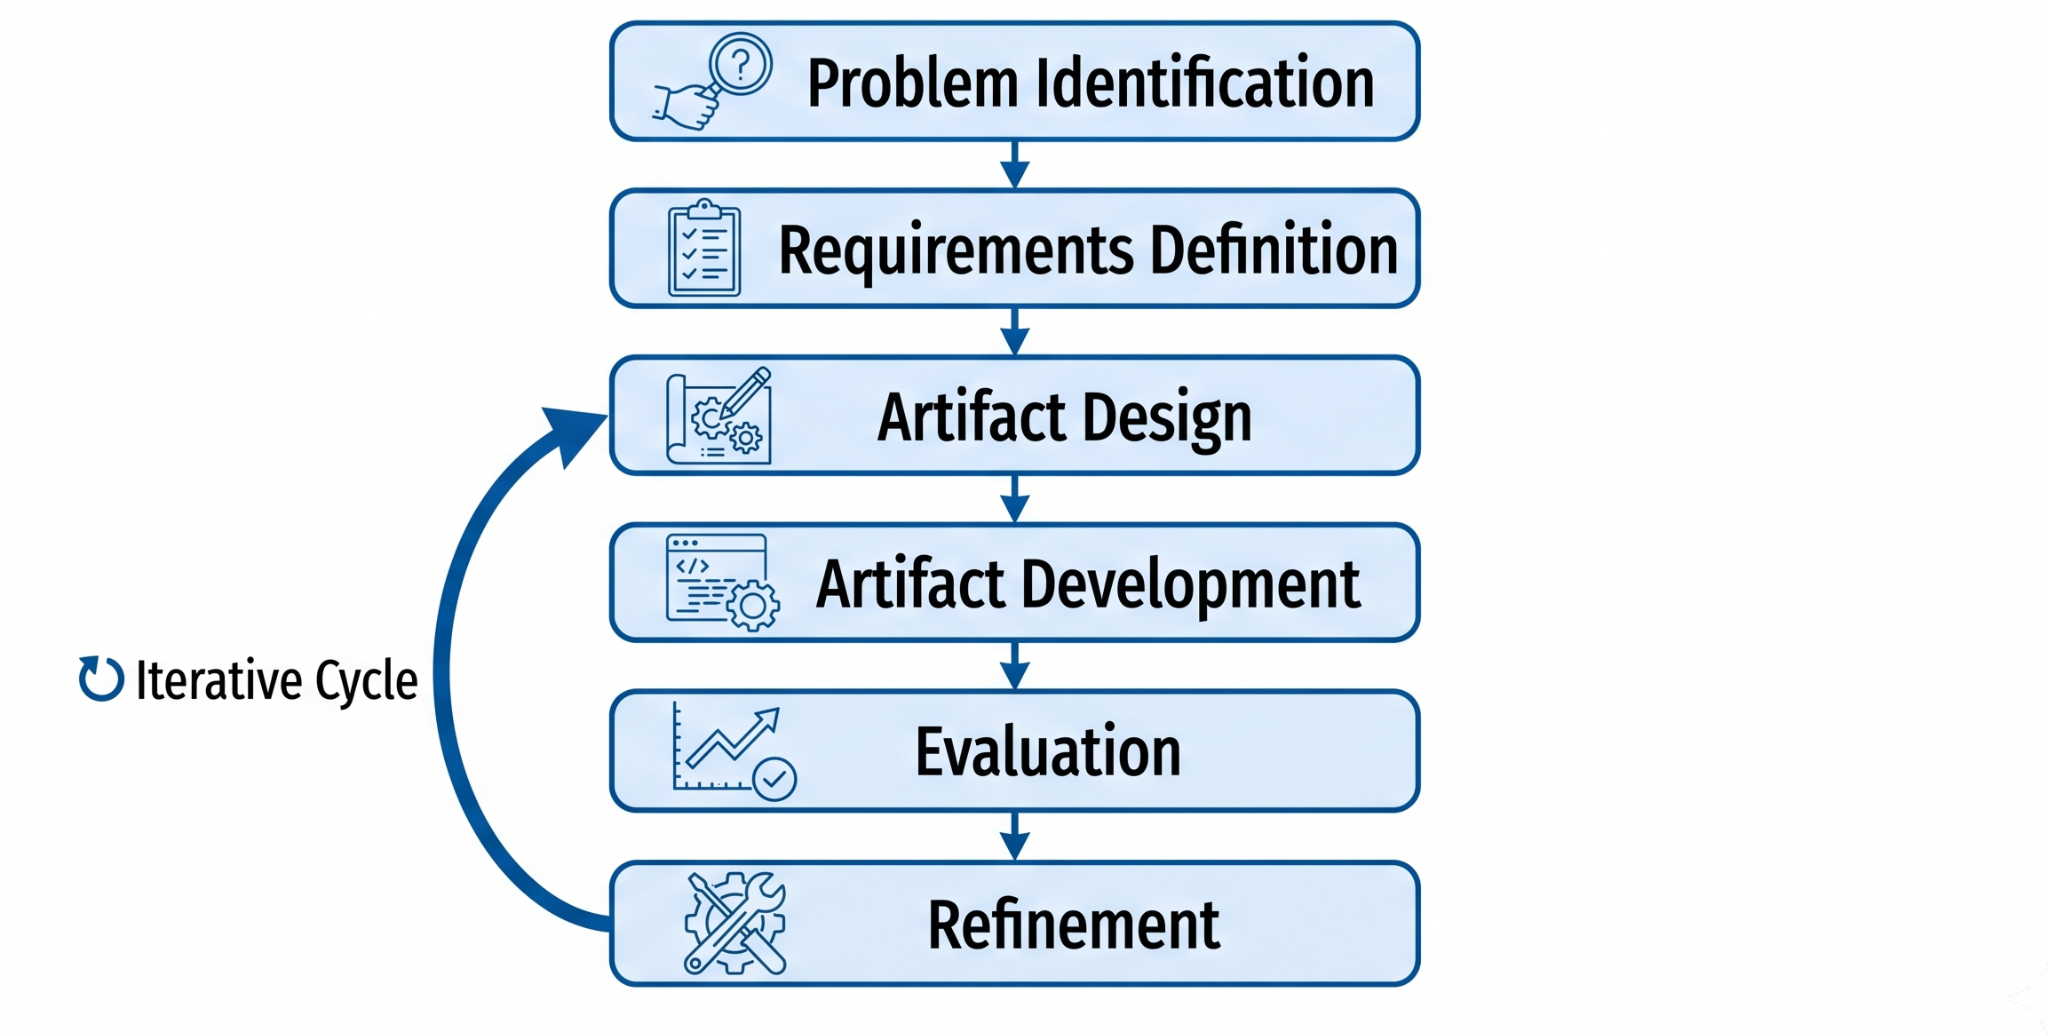 Problem Identification
Requirements Definition
Artifact Design
Artifact Development
Iterative Cycle
Evaluation
Refinement